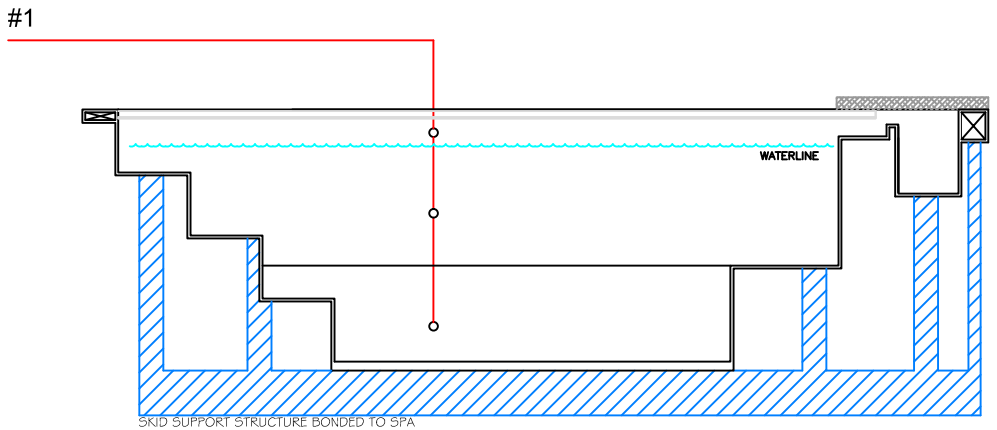 #1
WATERLINE
SKID SUPPORT STRUCTURE BONDED TO SPA